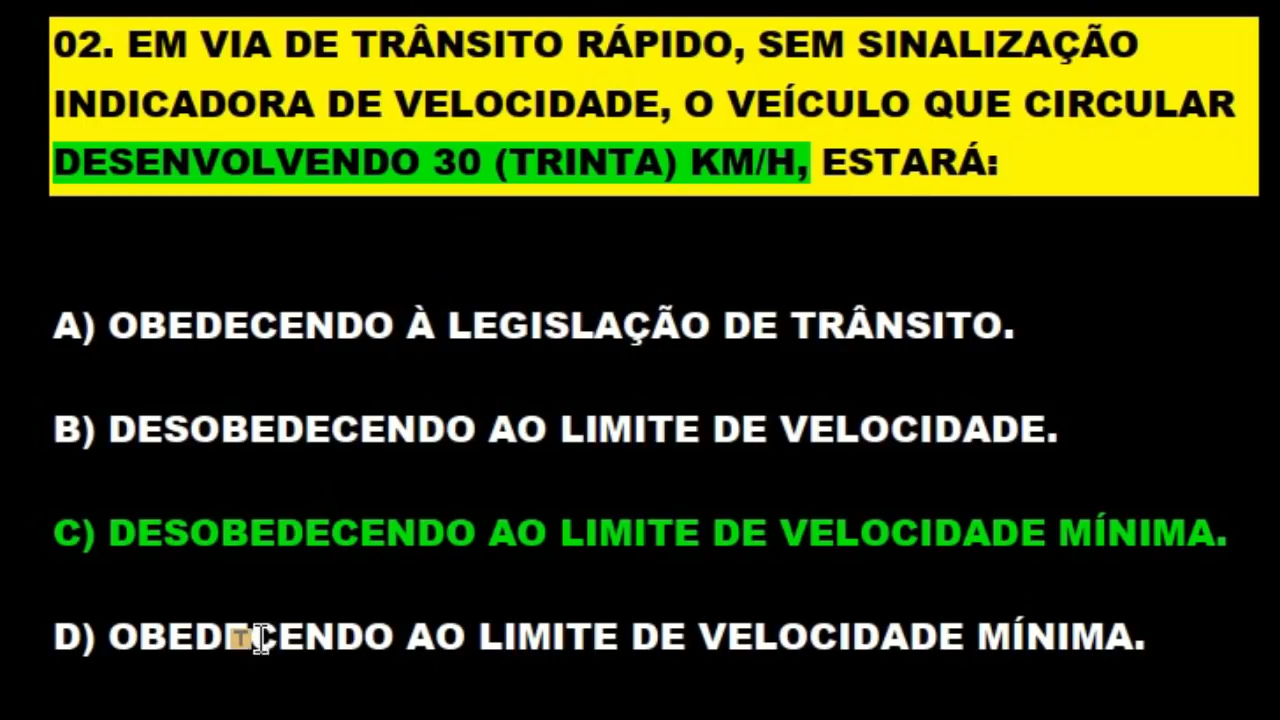 02. EM VIA DE TRÂNSITO RÁPIDO, SEM SINALIZAÇÃO
INDICADORA DE VELOCIDADE, O VEÍCULO QUE CIRCULAR
DESENVOLVENDO 30 (TRINTA) KM/H, ESTARÁ:
A) OBEDECENDO À LEGISLAÇÃO DE TRÂNSITO.
B) DESOBEDECENDO AO LIMITE DE VELOCIDADE.
C) DESOBEDECENDO AO LIMITE DE VELOCIDADE MÍNIMA.
D) OBEDECENDO AO LIMITE DE VELOCIDADE MÍNIMA.